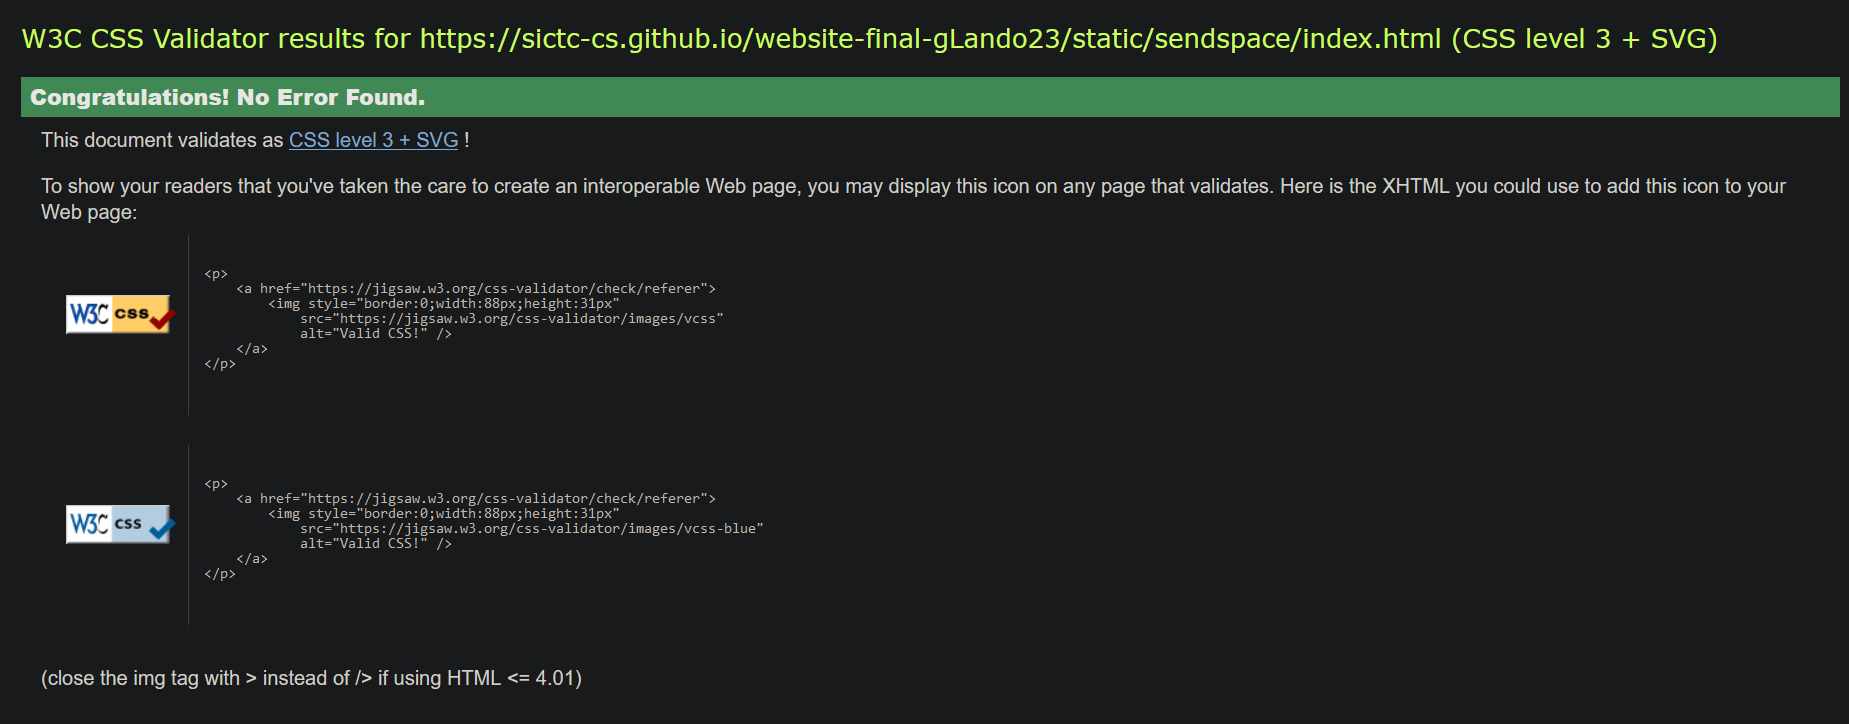 W3C CSS Validator results for https://sictc-cs.github.io/website-final-gLando23/static/sendspace/index.html (CSS level 3 + SVG)
Congratulations! No Error Found.
This document validates as CSS level 3 + SVG !
To show your readers that you've taken the care to create an interoperable Web page, you may display this icon on any page that validates. Here is the XHTML you could use to add this icon to your
Web page:
W3C css
<p>
    <a href="https://jigsaw.w3.org/css-validator/check/referer">
        <img style="border:0;width:88px;height:31px"
            src="https://jigsaw.w3.org/css-validator/images/vcss"
            alt="Valid CSS!" />
    </a>
</p>
W3C css
<p>
    <a href="https://jigsaw.w3.org/css-validator/check/referer">
        <img style="border:0;width:88px;height:31px"
            src="https://jigsaw.w3.org/css-validator/images/vcss-blue"
            alt="Valid CSS!" />
    </a>
</p>
(close the img tag with > instead of /> if using HTML <= 4.01)